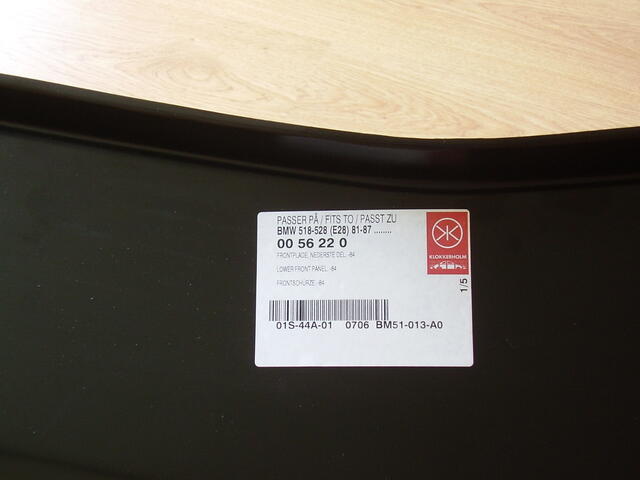 PASSER PÅ / FITS TO / PASST ZU
BMW 518-528 (E28) 81-87 ........
00 56 22 0
FRONTPLADE, NEDERSTE DEL. -84
LOWER FRONT PANEL. -84
FRONTSCHÜRZE. -84
KLOKKERHOLM
1/5
01S-44A-01 0706 BM51-013-A0